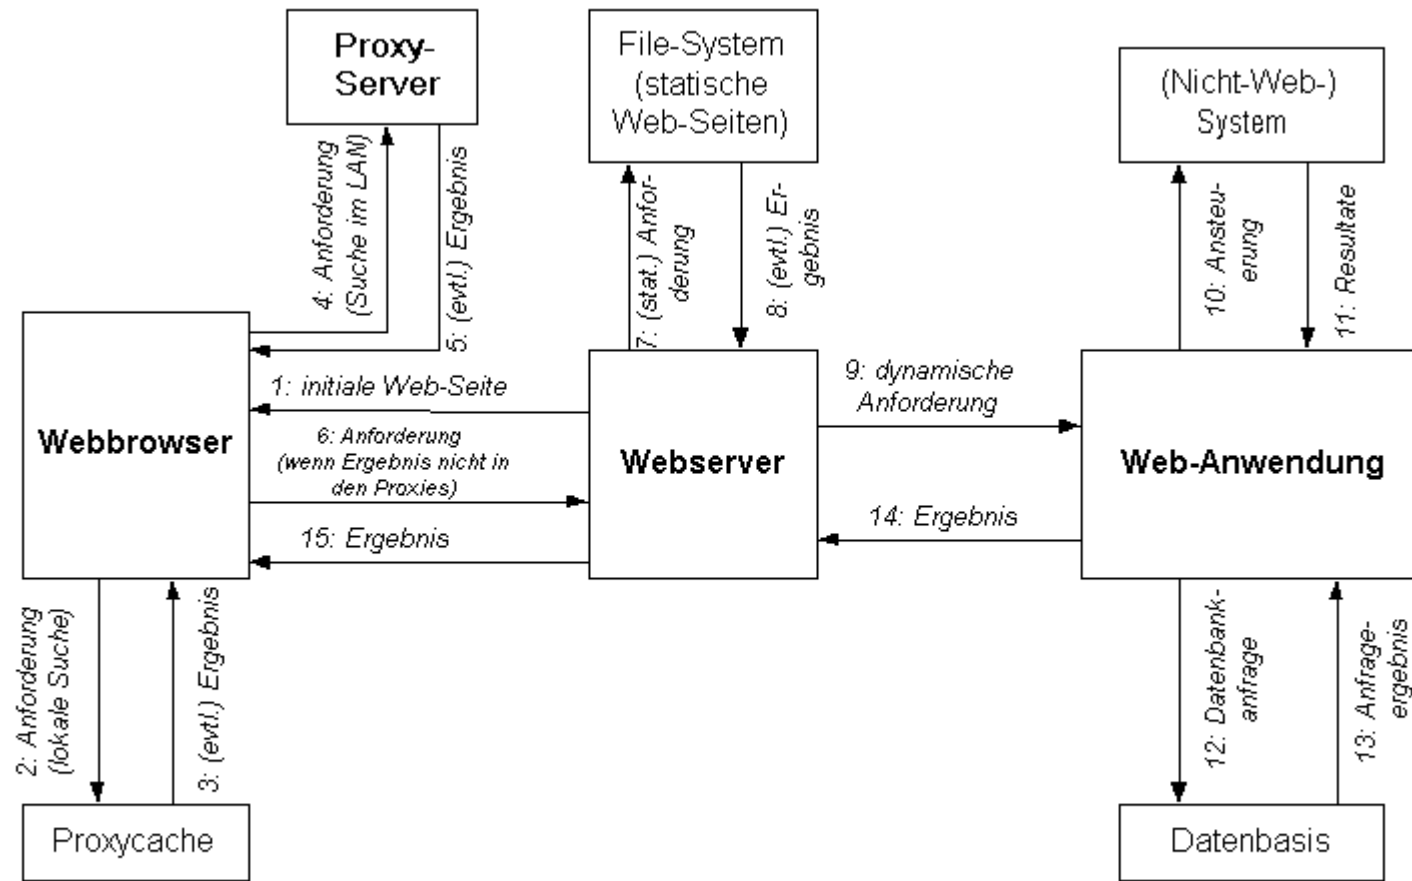 Proxy-
Server
File-System
(statische
Web-Seiten)
(Nicht-Web-)
System
4: Anforderung
(Suche im LAN)
5: (evtl.) Ergebnis
7: (stat.) Anfor-
derung
8: (evtl.) Er-
gebnis
10: Ansteu-
erung
11: Resultate
1: initiale Web-Seite
9: dynamische
Anforderung
Webbrowser
6: Anforderung
(wenn Ergebnis nicht in
den Proxies)
Webserver
Web-Anwendung
15: Ergebnis
14: Ergebnis
2: Anforderung
(lokale Suche)
3: (evtl.) Ergebnis
12: Datenbank-
anfrage
13: Anfrage-
ergebnis
Proxycache
Datenbasis